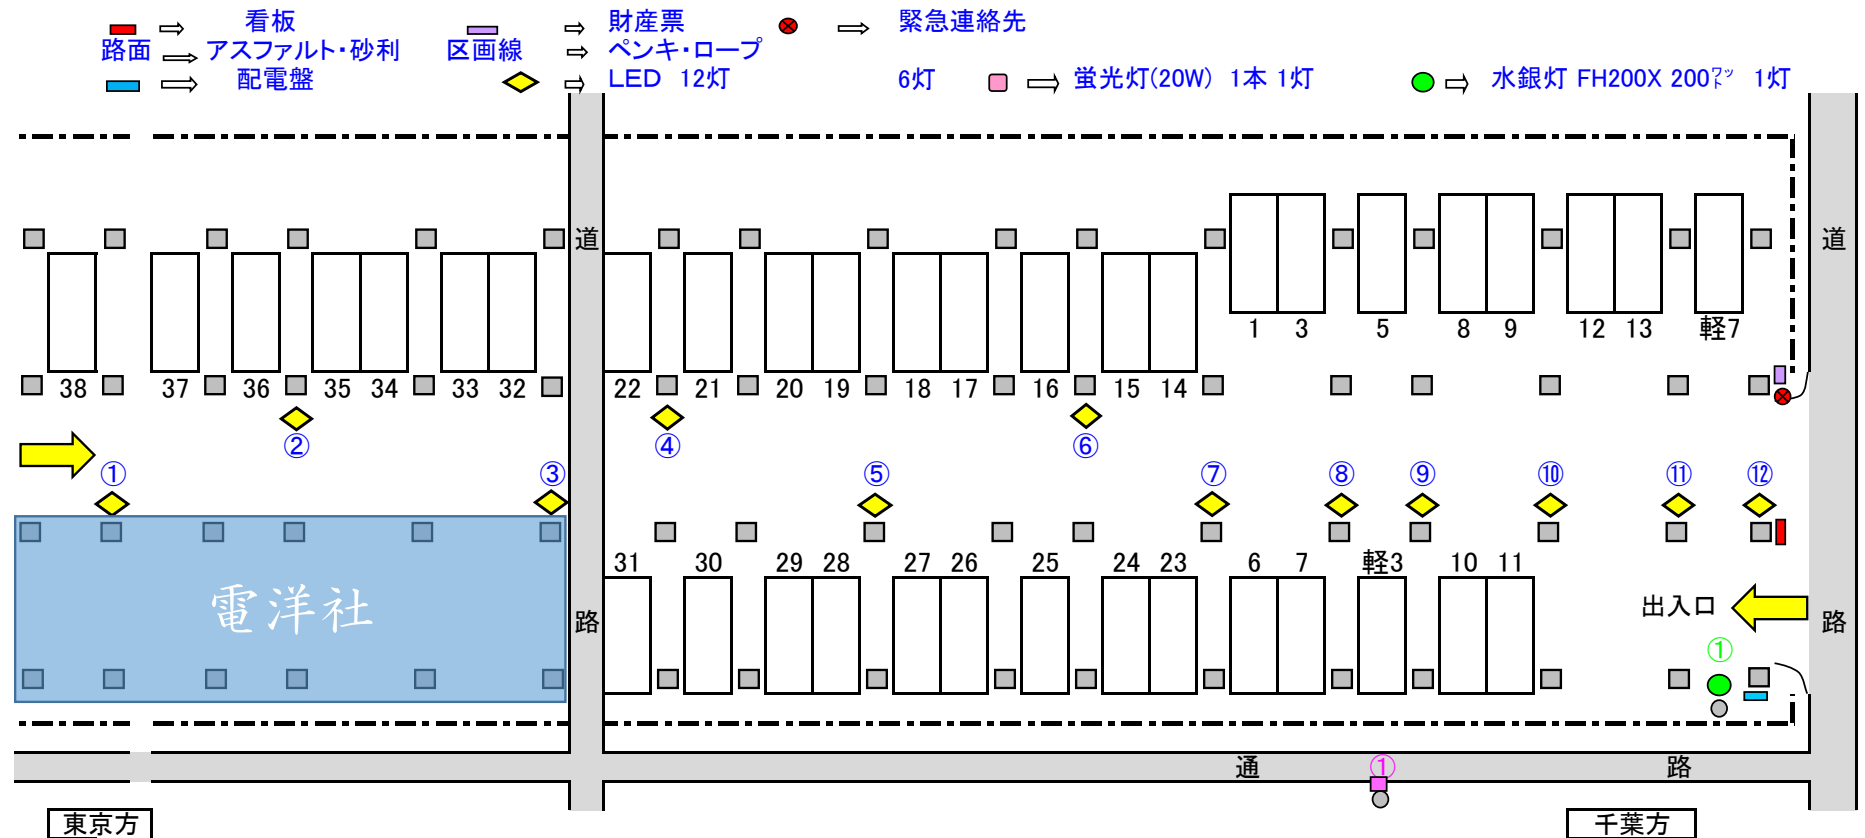 看板 財産票 緊急連絡先
路面 アスファルト・砂利 区画線 ペンキ・ロープ
配電盤 LED 12灯 6灯 蛍光灯(20W) 1本 1灯 水銀灯 FH200X 200ワット 1灯
道 道
1 3 5 8 9 12 13 軽7
38 37 36 35 34 33 32 22 21 20 19 18 17 16 15 14
② ④ ⑥
① ③ ⑤ ⑦ ⑧ ⑨ ⑩ ⑪ ⑫
31 30 29 28 27 26 25 24 23 6 7 軽3 10 11
電洋社
出入口
路 路
①
通 路
①
東京方 千葉方